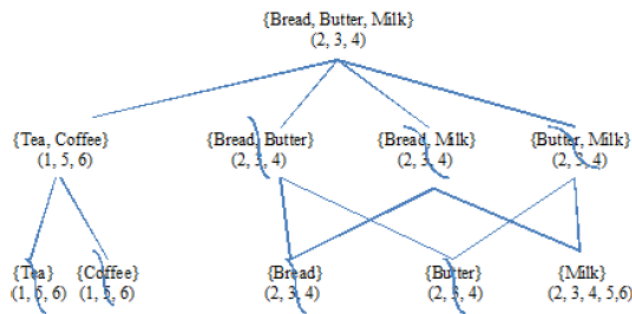 {Bread, Butter, Milk}
(2, 3, 4)
{Tea, Coffee} {Bread, Butter} {Bread, Milk} {Butter, Milk}
(1, 5, 6) (2, 3, 4) (2, 3, 4) (2, 3, 4)
{Tea} {Coffee} {Bread} {Butter} {Milk}
(1, 5, 6) (1, 5, 6) (2, 3, 4) (2, 3, 4) (2, 3, 4, 5,6)